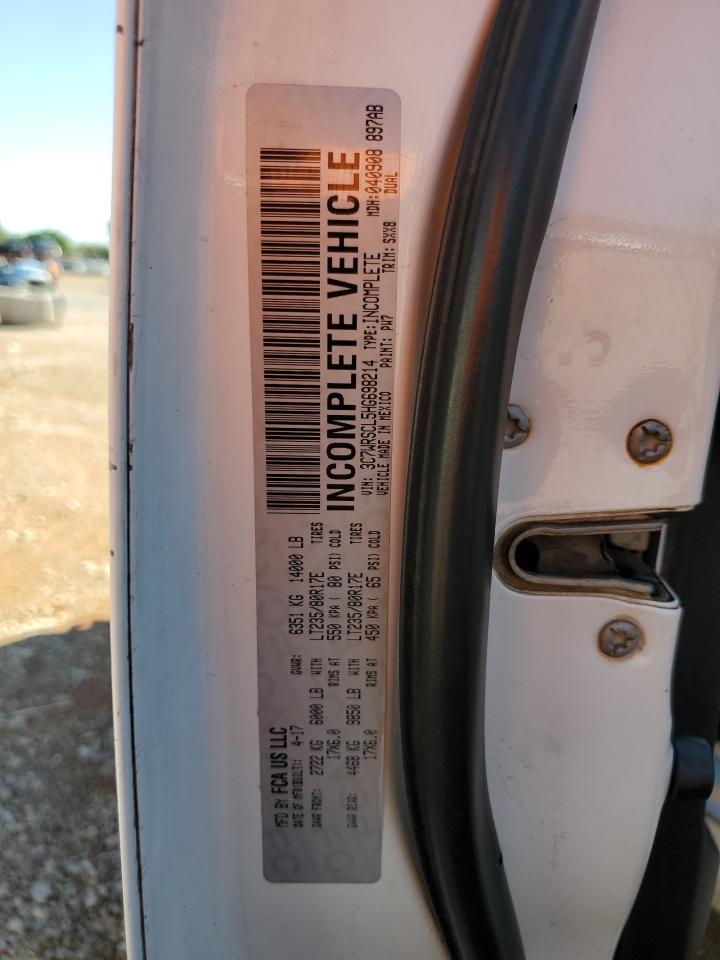 MFD BY FCA US LLC
DATE OF MFR(BUILT): 4-17 GVWR: 6351 KG 14000 LB
GAWR FRONT: 2722 KG 6000 LB WITH LT235/80R17E TIRES
17X6.0 RIMS AT 550 KPA ( 80 PSI) COLD
GAWR REAR: 4468 KG 9850 LB WITH LT235/80R17E TIRES
17X6.0 RIMS AT 450 KPA ( 65 PSI) COLD
INCOMPLETE VEHICLE
VIN: 3C7WRSCL5HG698214 TYPE: INCOMPLETE MDH: 040908 897AB
VEHICLE MADE IN MEXICO PAINT: PW7 TRIM: SXX8 DUAL